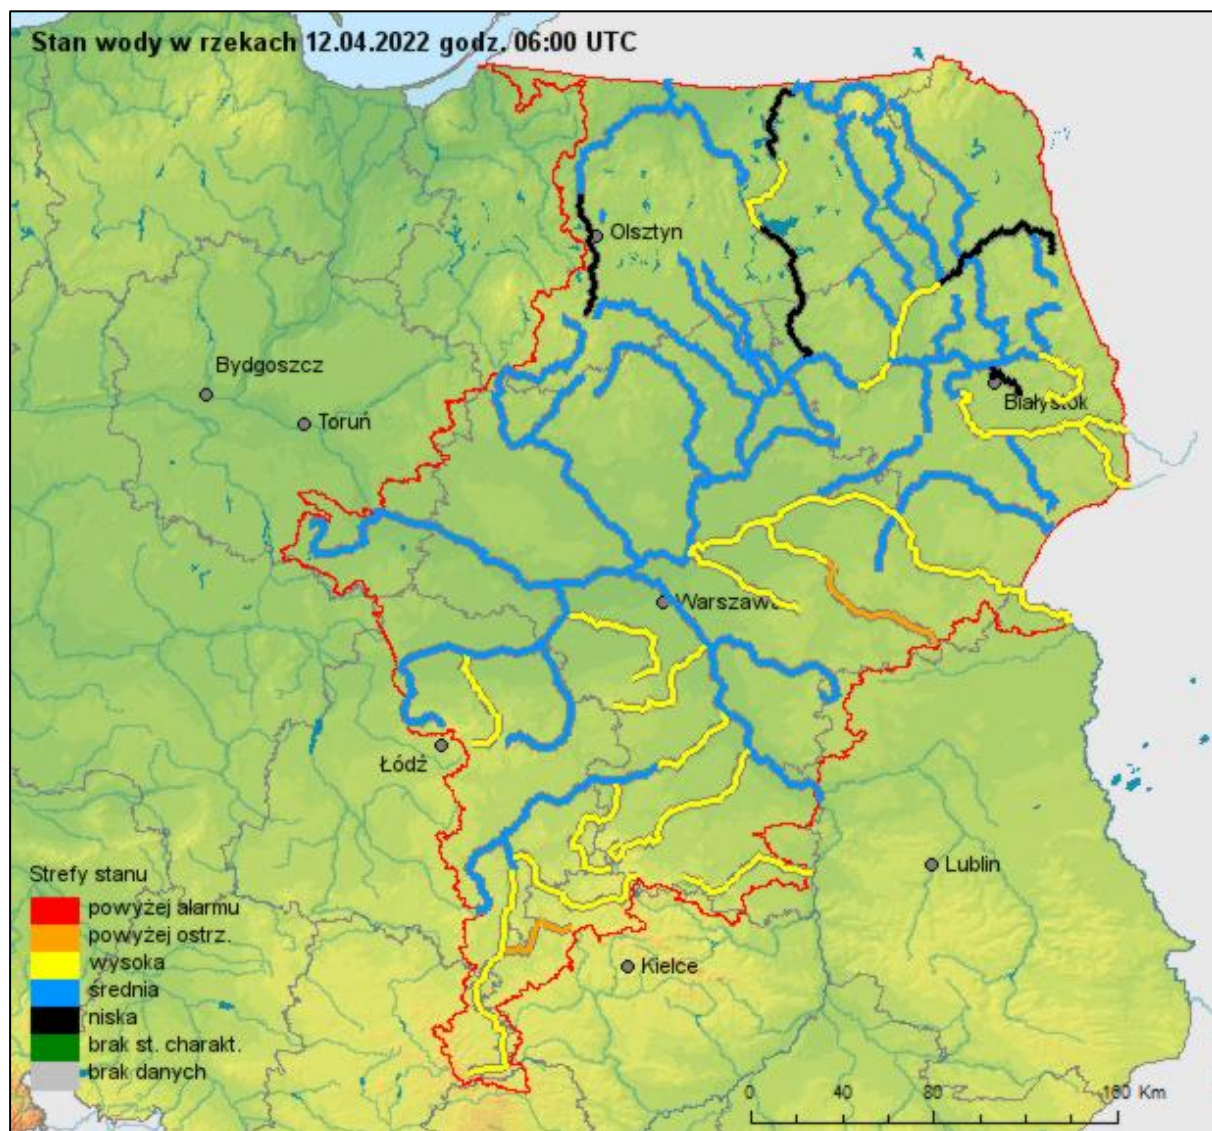 Stan wody w rzekach 12.04.2022 godz. 06:00 UTC
Olsztyn
Bydgoszcz
Toruń
Białystok
Warszawa
Łódź
Lublin
Kielce
Strefy stanu
powyżej alarmu
powyżej ostrz.
wysoka
średnia
niska
brak st. charakt.
brak danych
0 40 80 160 Km